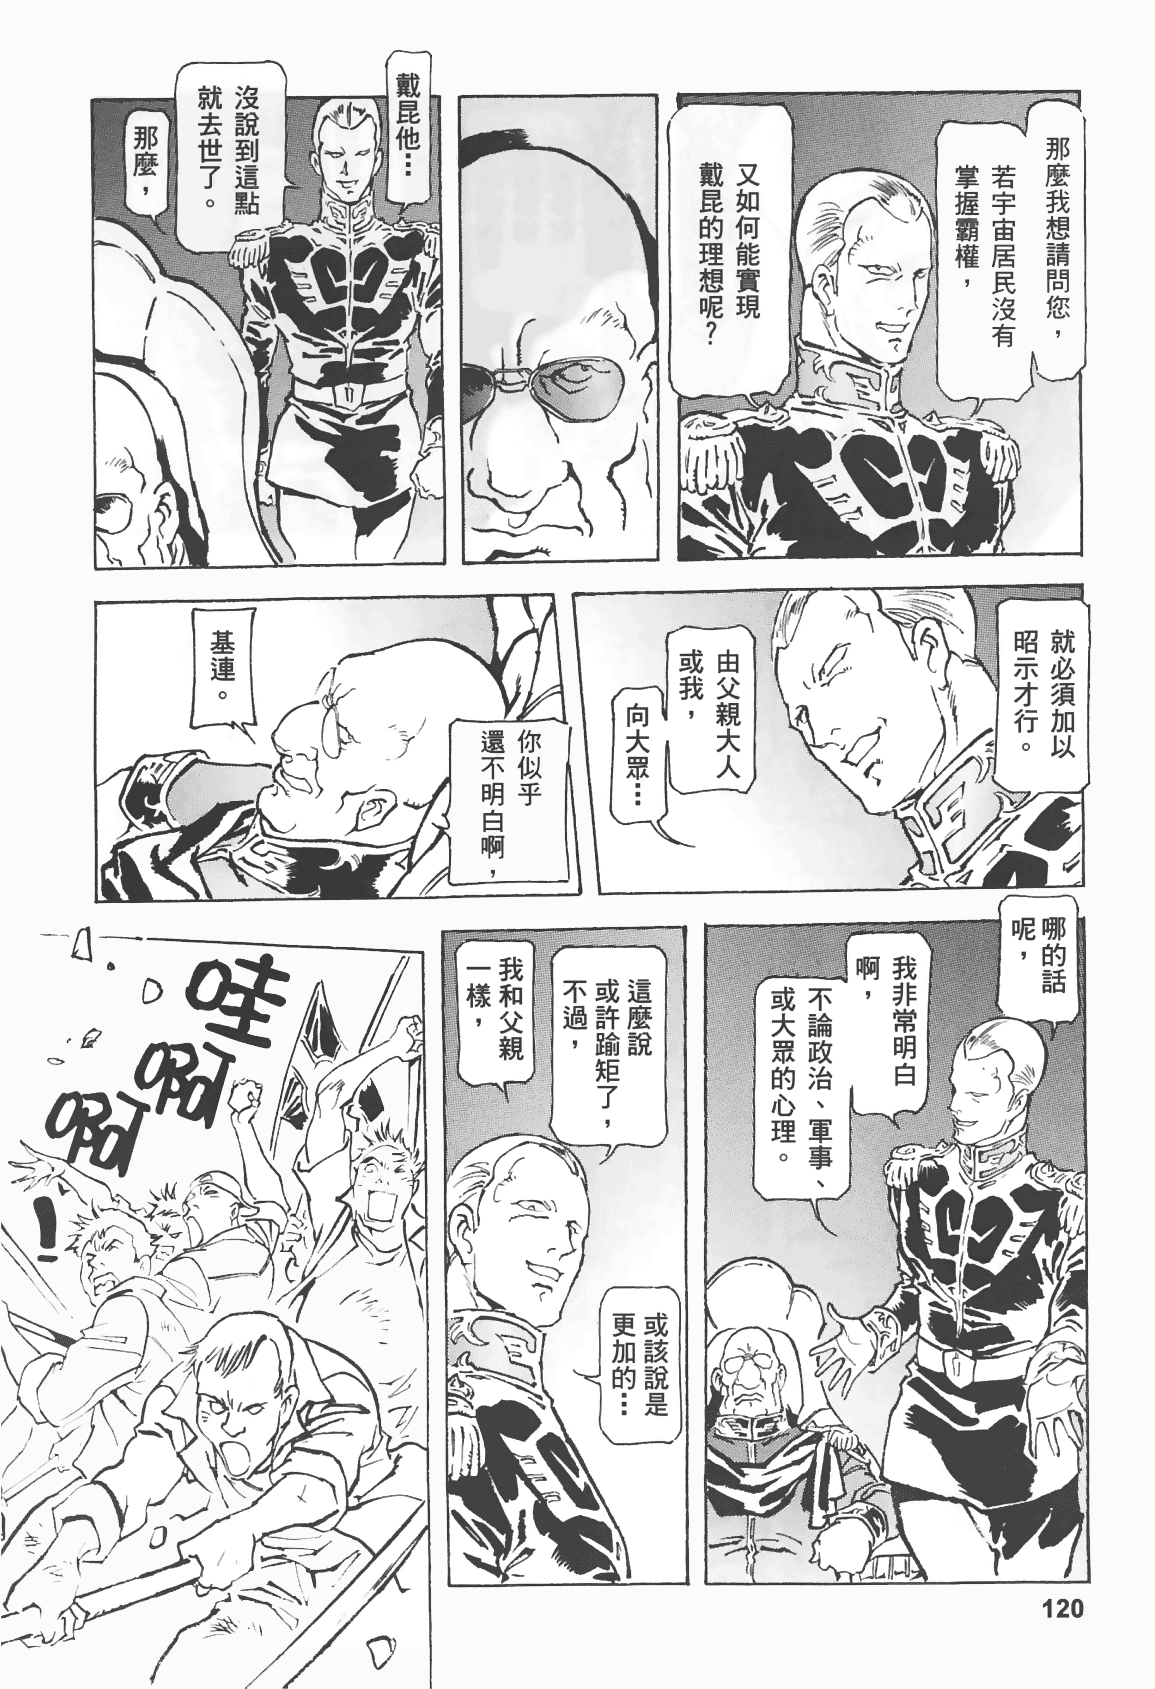 那麼我想請問您，
若宇宙居民沒有
掌握霸權，
又如何能實現
戴昆的理想呢？
戴昆他…
沒說到這點
就去世了。
那麼，
就必須加以
昭示才行。
由父親大人
或我，
向大眾…
你似乎
還不明白啊，
基連。
哪的話
呢，
我非常明白
啊，
不論政治、軍事、
或大眾的心理。
這麼說
或許踰矩了，
不過，
我和父親
一樣，
或該說是
更加的…
哇
啊
啊
！
120